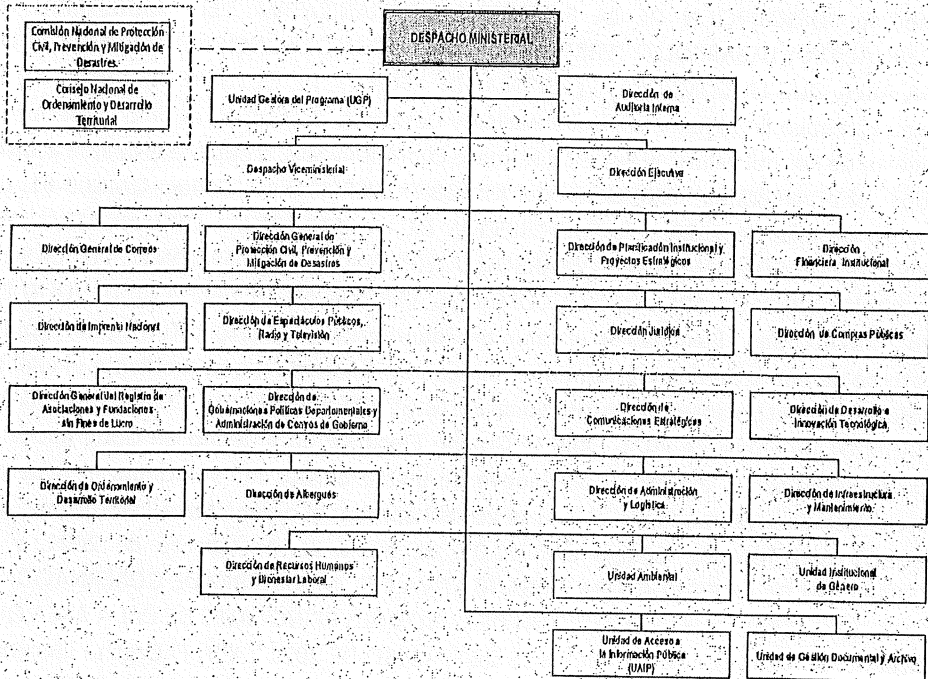 Comisión Nacional de Protección
Civil, Prevención y Mitigación de
Desastres.
Consejo Nacional de
Ordenamiento y Desarrollo
Territorial
DESPACHO MINISTERIAL
Unidad Gestora del Programa (UGP)
Dirección de
Auditoría Interna
Despacho Viceministerial
Dirección Ejecutiva
Dirección General de Correos
Dirección General de
Protección Civil, Prevención y
Mitigación de Desastres
Dirección de Planificación Institucional y
Proyectos Estratégicos
Dirección
Financiera Institucional
Dirección de Imprenta Nacional
Dirección de Espectáculos Públicos,
Radio y Televisión
Dirección Jurídica
Dirección de Compras Públicas
Dirección General del Registro de
Asociaciones y Fundaciones
sin Fines de Lucro
Dirección de
Gobernaciones Políticas Departamentales y
Administración de Centros de Gobierno
Dirección de
Comunicaciones Estratégicas
Dirección de Desarrollo e
Innovación Tecnológica
Dirección de Ordenamiento y
Desarrollo Territorial
Dirección de Albergues
Dirección de Administración
y Logística
Dirección de Infraestructura
y Mantenimiento
Dirección de Recursos Humanos
y Bienestar Laboral
Unidad Ambiental
Unidad Institucional
de Género
Unidad de Acceso a
la Información Pública
(UAIP)
Unidad de Gestión Documental y Archivo